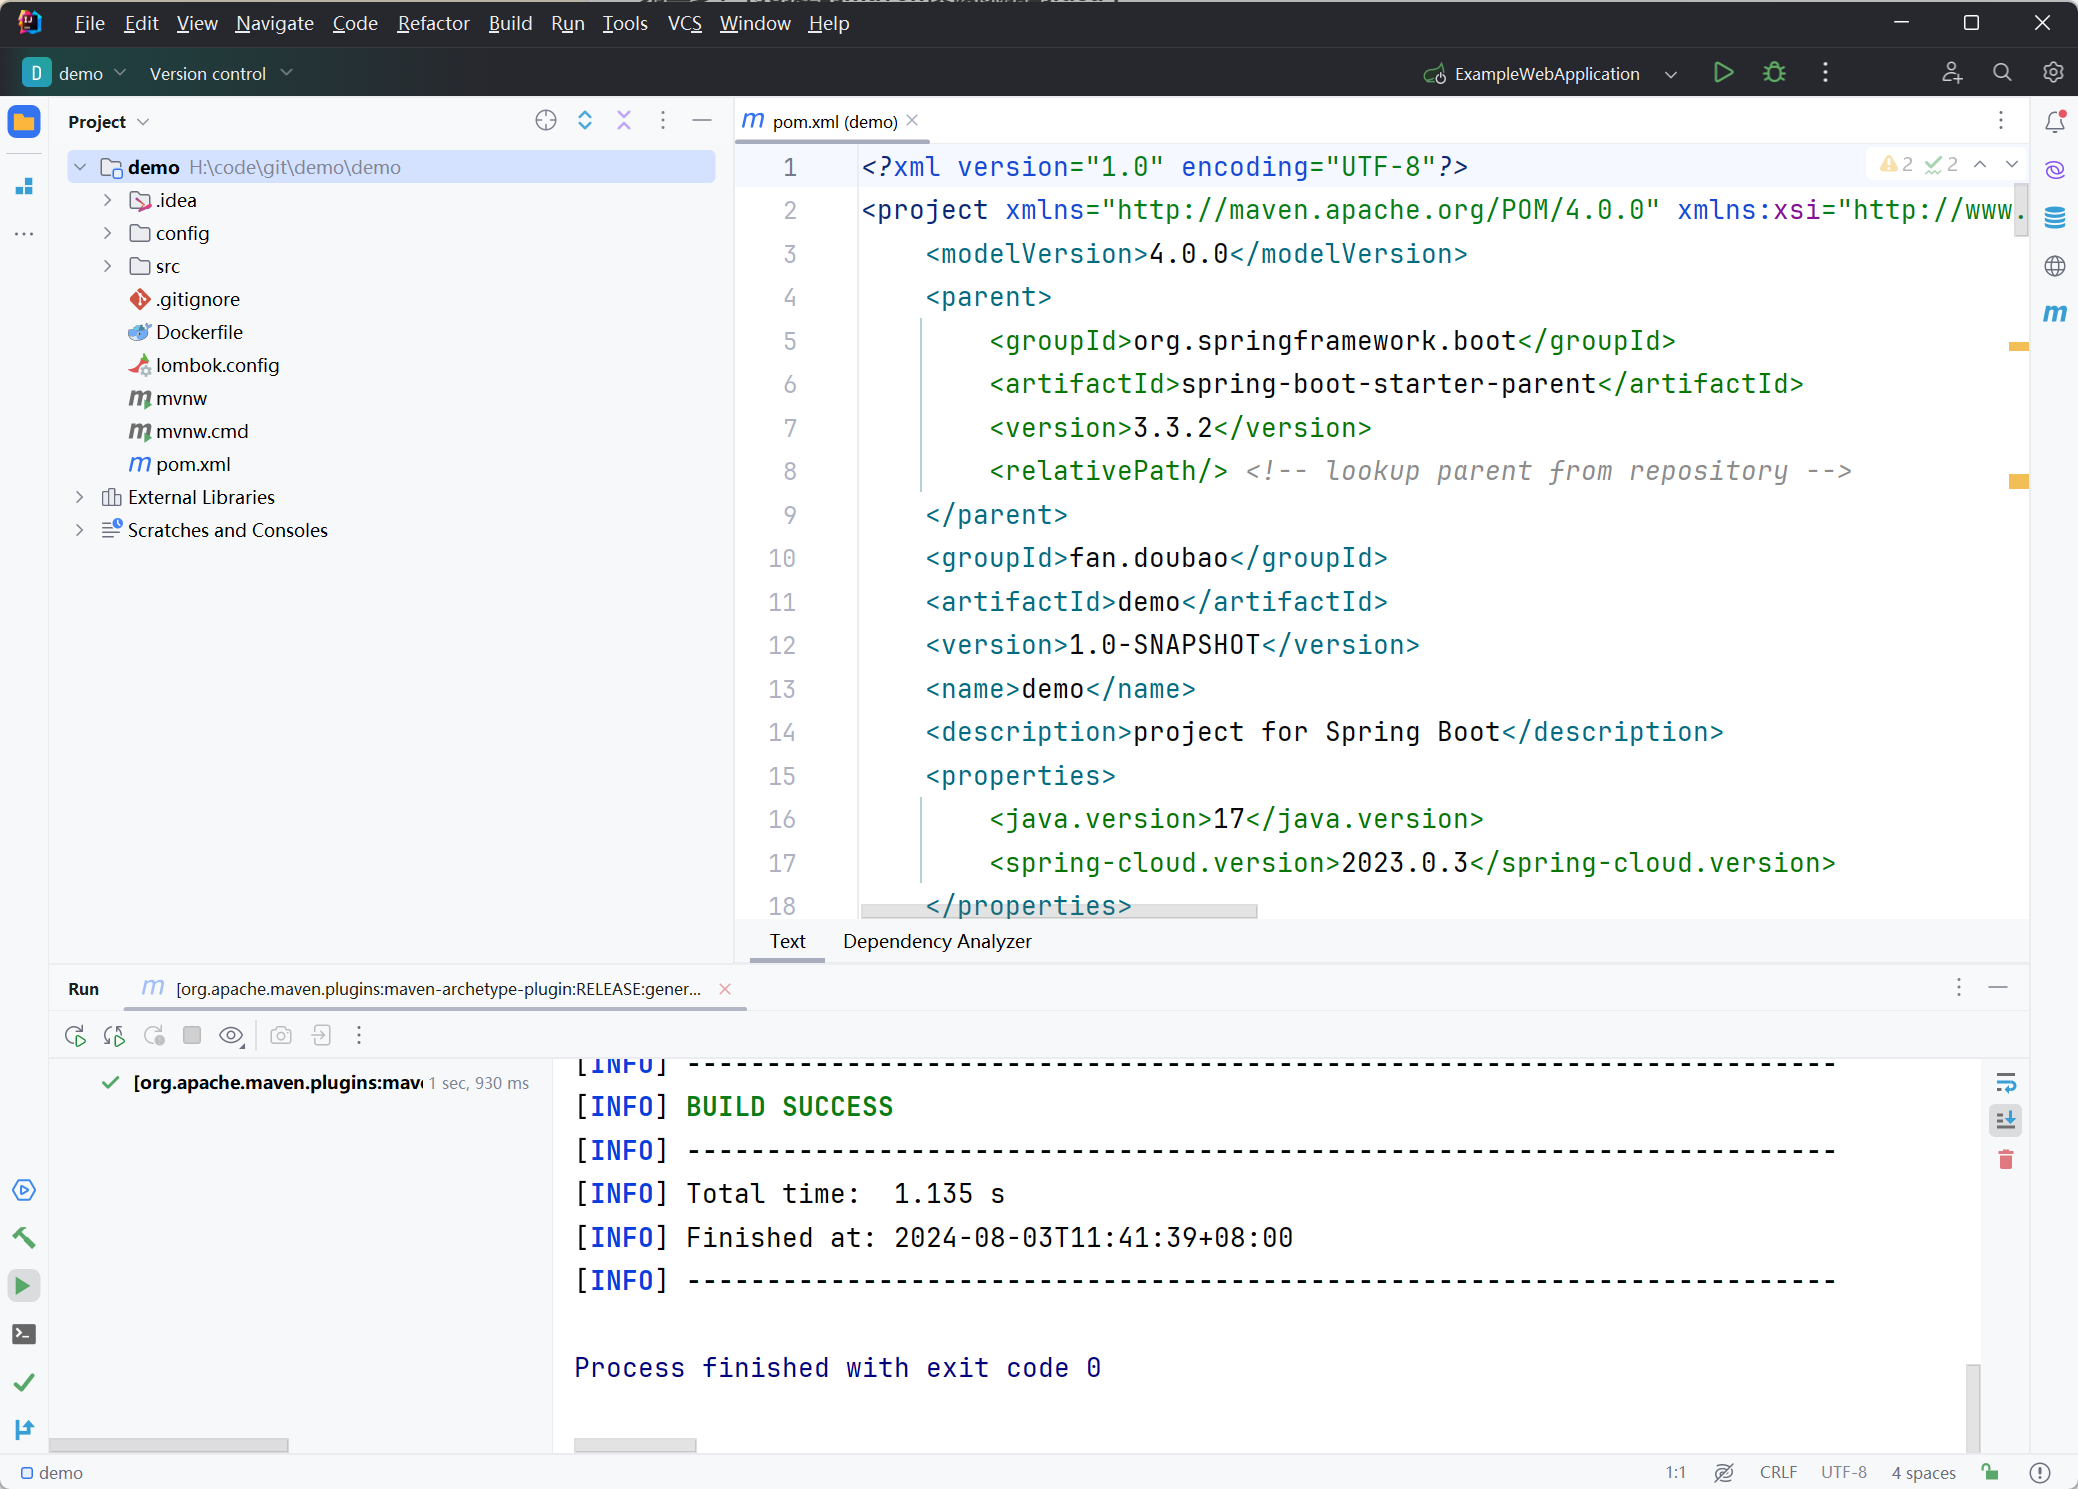 File Edit View Navigate Code Refactor Build Run Tools VCS Window Help
D demo Version control ExampleWebApplication
Project
pom.xml (demo)
demo H:\code\git\demo\demo
.idea
config
src
.gitignore
Dockerfile
lombok.config
mvnw
mvnw.cmd
pom.xml
External Libraries
Scratches and Consoles
2 2
1 <?xml version="1.0" encoding="UTF-8"?>
2 <project xmlns="http://maven.apache.org/POM/4.0.0" xmlns:xsi="http://www.
3 <modelVersion>4.0.0</modelVersion>
4 <parent>
5 <groupId>org.springframework.boot</groupId>
6 <artifactId>spring-boot-starter-parent</artifactId>
7 <version>3.3.2</version>
8 <relativePath/> <!-- lookup parent from repository -->
9 </parent>
10 <groupId>fan.doubao</groupId>
11 <artifactId>demo</artifactId>
12 <version>1.0-SNAPSHOT</version>
13 <name>demo</name>
14 <description>project for Spring Boot</description>
15 <properties>
16 <java.version>17</java.version>
17 <spring-cloud.version>2023.0.3</spring-cloud.version>
18 </properties>
Text Dependency Analyzer
Run [org.apache.maven.plugins:maven-archetype-plugin:RELEASE:gener...
[org.apache.maven.plugins:mav 1 sec, 930 ms
[INFO] ------------------------------------------------------------------------
[INFO] BUILD SUCCESS
[INFO] ------------------------------------------------------------------------
[INFO] Total time:  1.135 s
[INFO] Finished at: 2024-08-03T11:41:39+08:00
[INFO] ------------------------------------------------------------------------
Process finished with exit code 0
demo
1:1 CRLF UTF-8 4 spaces